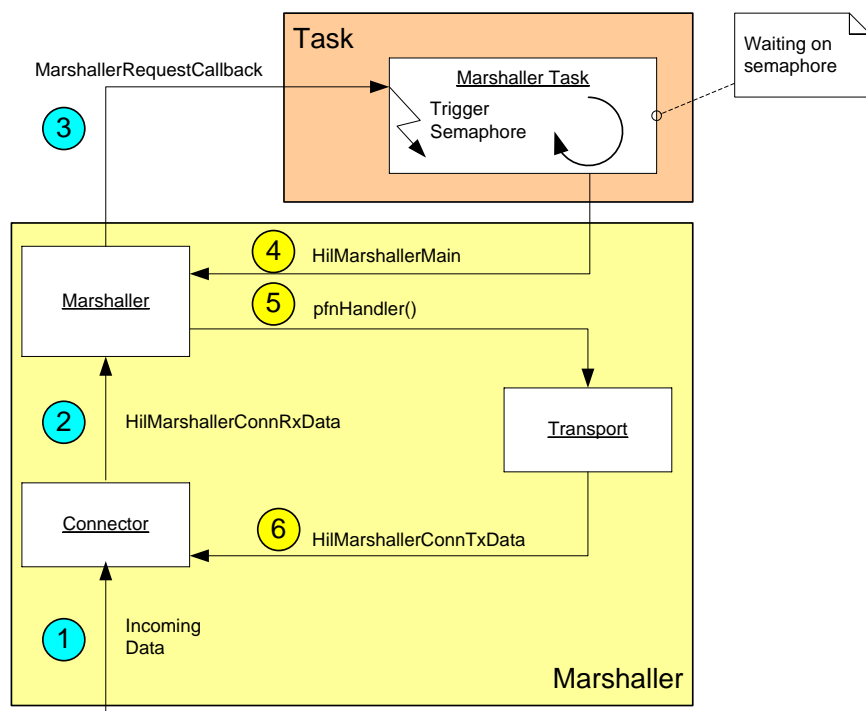 Task
Waiting on
semaphore
MarshallerRequestCallback
Marshaller Task
Trigger
Semaphore
3
4
HilMarshallerMain
5
pfnHandler()
Marshaller
2
HilMarshallerConnRxData
Transport
Connector
6
HilMarshallerConnTxData
1
Incoming
Data
Marshaller